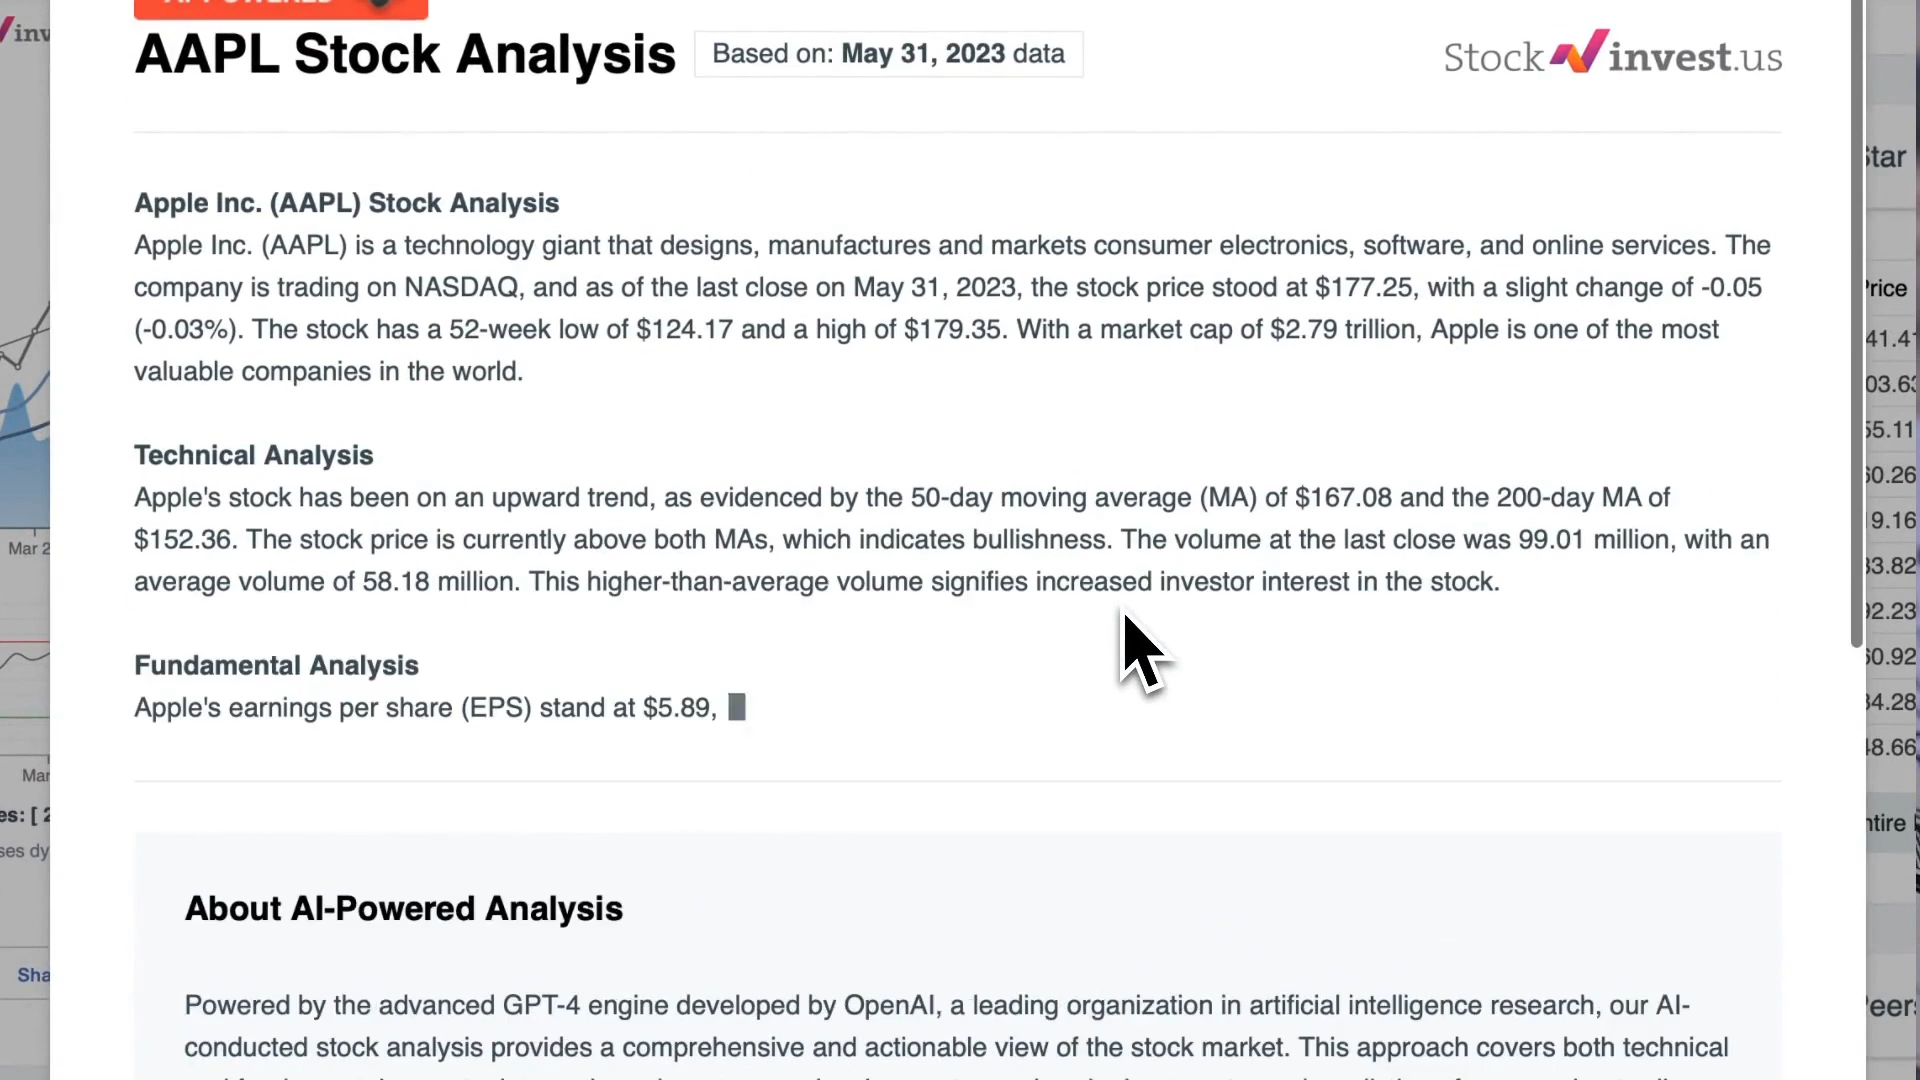 AAPL Stock Analysis
Based on: May 31, 2023 data
Stockinvest.us
Apple Inc. (AAPL) Stock Analysis
Apple Inc. (AAPL) is a technology giant that designs, manufactures and markets consumer electronics, software, and online services. The
company is trading on NASDAQ, and as of the last close on May 31, 2023, the stock price stood at $177.25, with a slight change of -0.05
(-0.03%). The stock has a 52-week low of $124.17 and a high of $179.35. With a market cap of $2.79 trillion, Apple is one of the most
valuable companies in the world.
Technical Analysis
Apple's stock has been on an upward trend, as evidenced by the 50-day moving average (MA) of $167.08 and the 200-day MA of
$152.36. The stock price is currently above both MAs, which indicates bullishness. The volume at the last close was 99.01 million, with an
average volume of 58.18 million. This higher-than-average volume signifies increased investor interest in the stock.
Fundamental Analysis
Apple's earnings per share (EPS) stand at $5.89,
About AI-Powered Analysis
Powered by the advanced GPT-4 engine developed by OpenAI, a leading organization in artificial intelligence research, our AI-
conducted stock analysis provides a comprehensive and actionable view of the stock market. This approach covers both technical